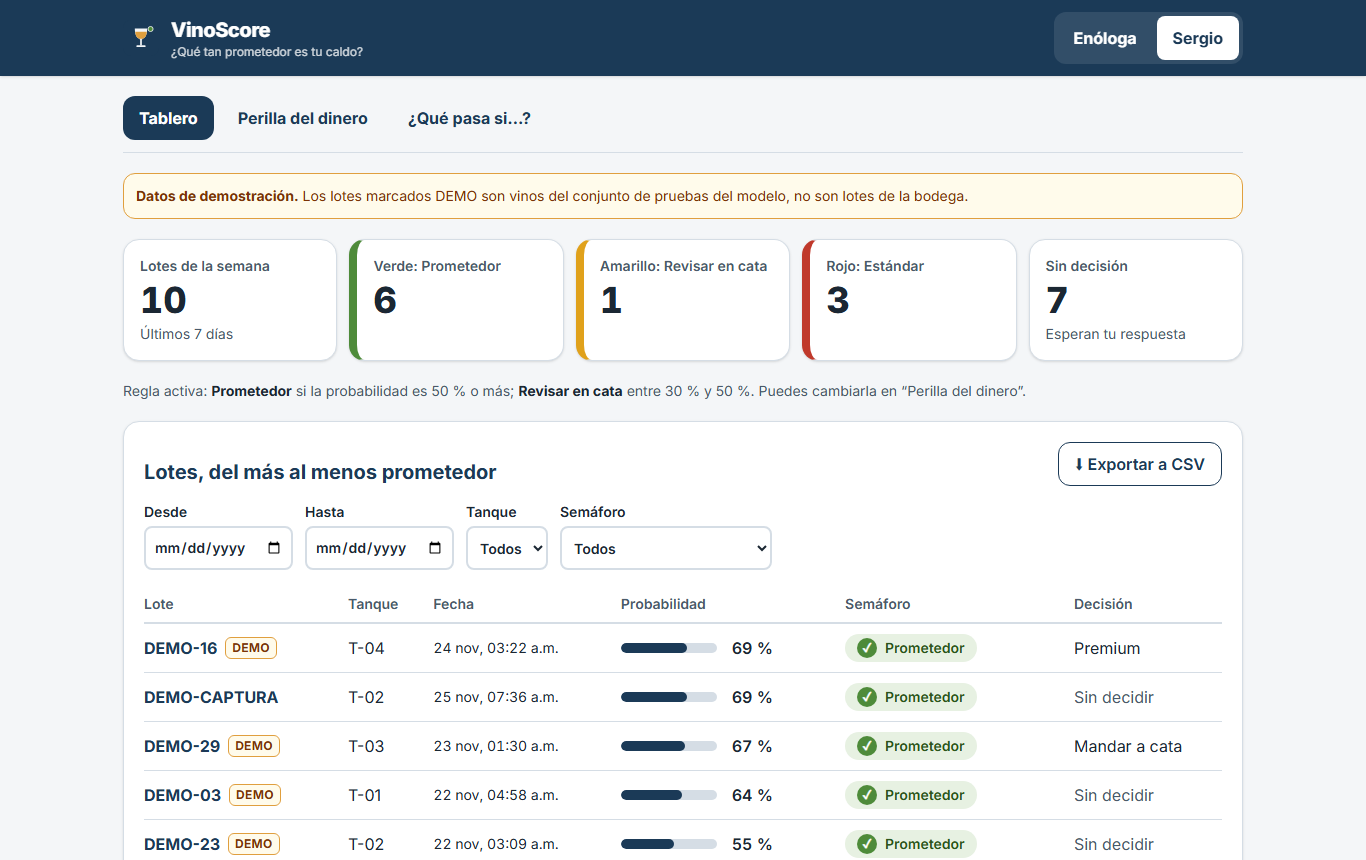 VinoScore
¿Qué tan prometedor es tu caldo?
Enóloga Sergio
Tablero Perilla del dinero ¿Qué pasa si...?
Datos de demostración. Los lotes marcados DEMO son vinos del conjunto de pruebas del modelo, no son lotes de la bodega.
Lotes de la semana
10
Últimos 7 días
Verde: Prometedor
6
Amarillo: Revisar en cata
1
Rojo: Estándar
3
Sin decisión
7
Esperan tu respuesta
Regla activa: Prometedor si la probabilidad es 50 % o más; Revisar en cata entre 30 % y 50 %. Puedes cambiarla en “Perilla del dinero”.
Lotes, del más al menos prometedor
⬇ Exportar a CSV
Desde Hasta Tanque Semáforo
mm/dd/yyyy mm/dd/yyyy Todos Todos
Lote Tanque Fecha Probabilidad Semáforo Decisión
DEMO-16 DEMO T-04 24 nov, 03:22 a.m. 69 % Prometedor Premium
DEMO-CAPTURA T-02 25 nov, 07:36 a.m. 69 % Prometedor Sin decidir
DEMO-29 DEMO T-03 23 nov, 01:30 a.m. 67 % Prometedor Mandar a cata
DEMO-03 DEMO T-01 22 nov, 04:58 a.m. 64 % Prometedor Sin decidir
DEMO-23 DEMO T-02 22 nov, 03:09 a.m. 55 % Prometedor Sin decidir